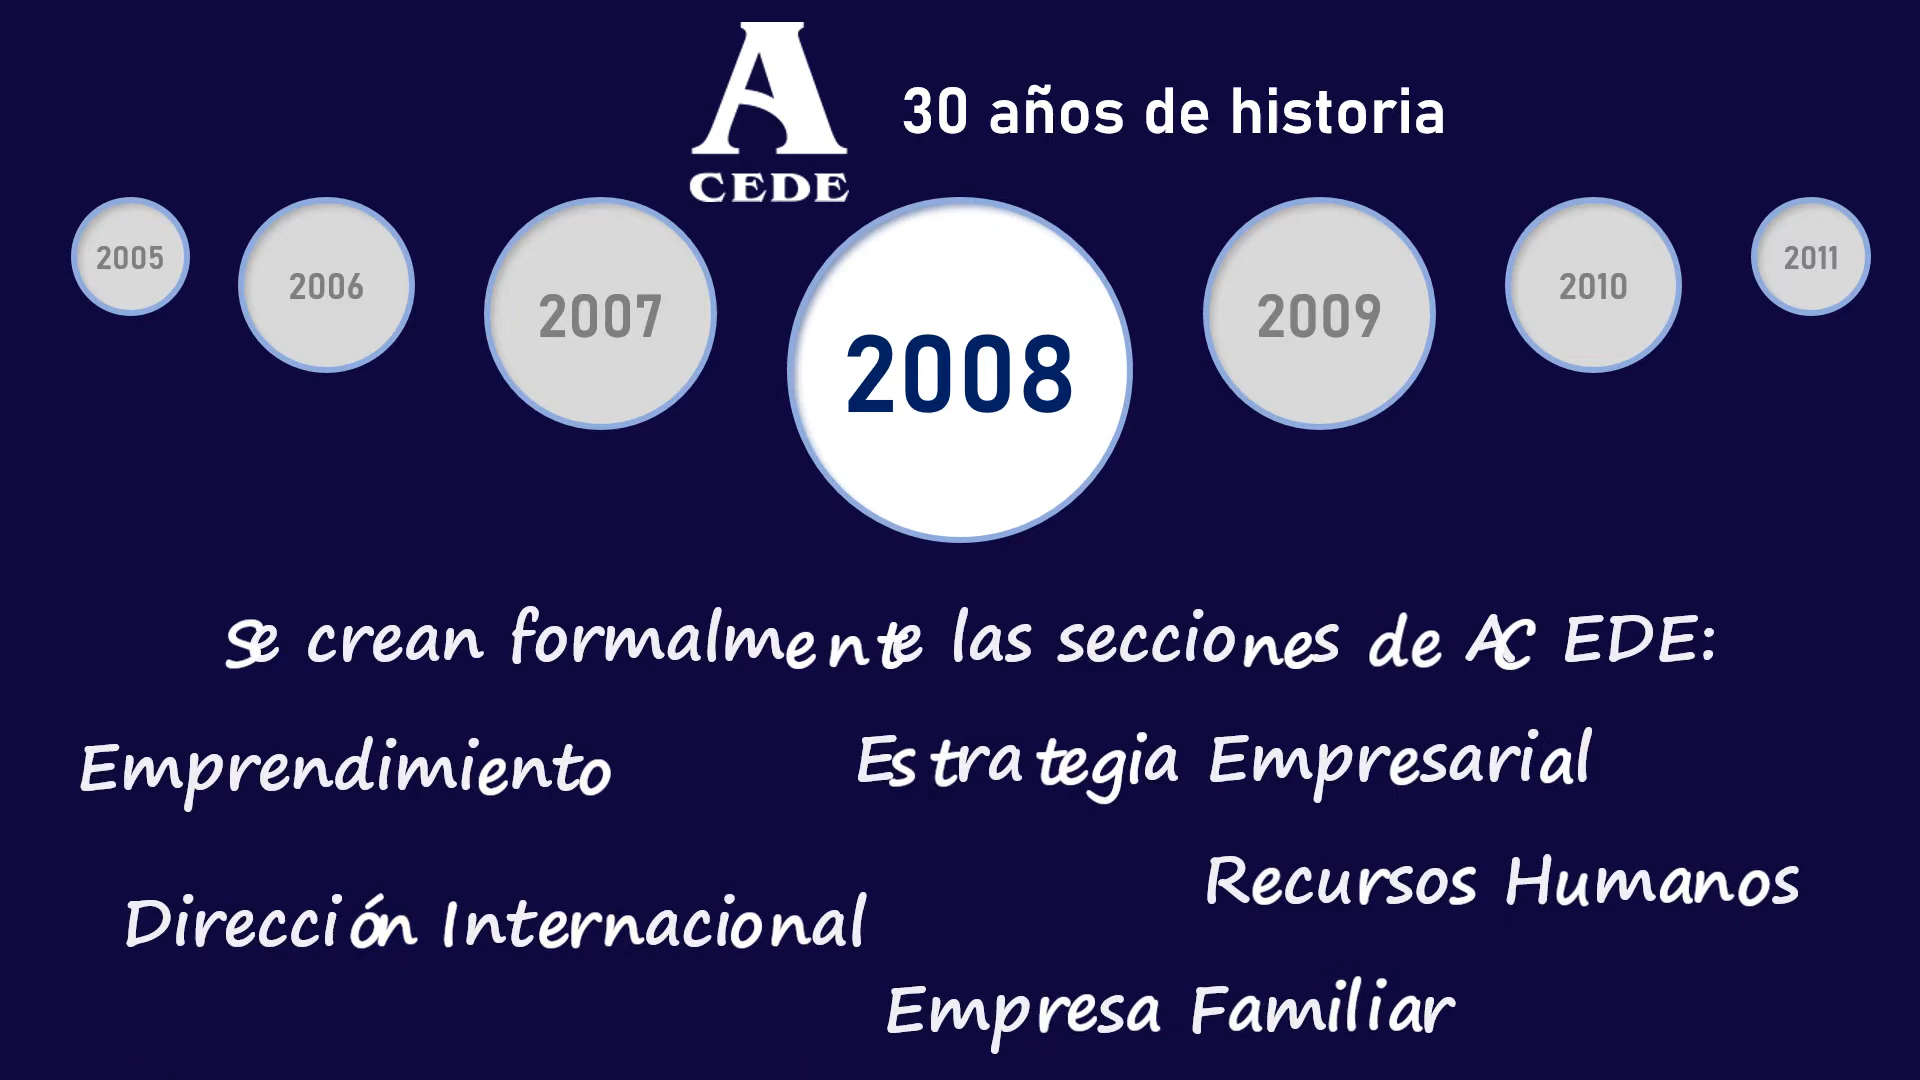 ACEDE
30 años de historia
2005
2006
2007
2008
2009
2010
2011
Se crean formalmente las secciones de ACEDE:
Emprendimiento
Estrategia Empresarial
Recursos Humanos
Dirección Internacional
Empresa Familiar